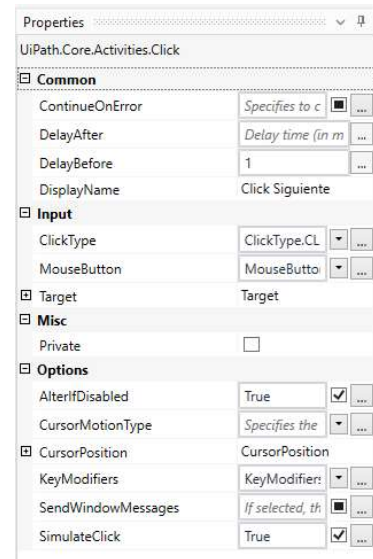 Properties
UiPath.Core.Activities.Click
Common
ContinueOnError Specifies to c ...
DelayAfter Delay time (in m ...
DelayBefore 1 ...
DisplayName Click Siguiente
Input
ClickType ClickType.CL ...
MouseButton MouseButto ...
Target Target
Misc
Private
Options
AlterIfDisabled True ...
CursorMotionType Specifies the ...
CursorPosition CursorPosition
KeyModifiers KeyModifier: ...
SendWindowMessages If selected, th ...
SimulateClick True ...